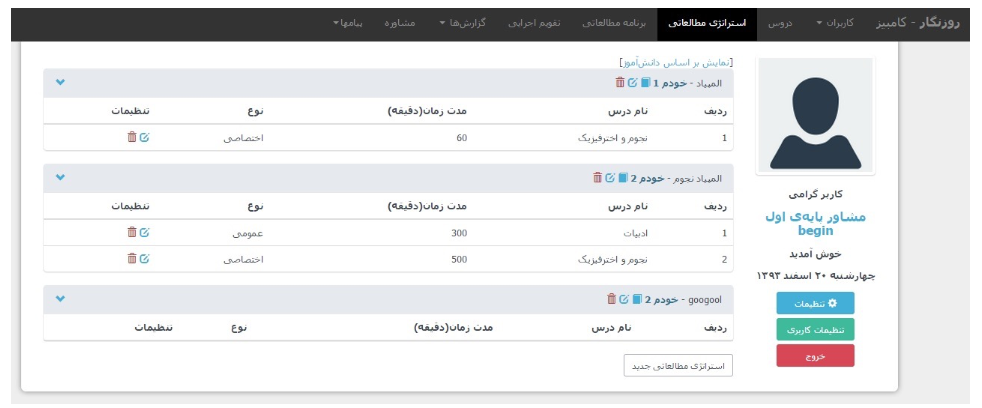 روزنگار - کامبیز کاربران دروس استراتژی مطالعاتی برنامه مطالعاتی تقویم اجرایی گزارش‌ها مشاوره پیام‌ها
[نمایش بر اساس دانش‌آموز]
المپیاد - خودم 1
ردیف نام درس مدت زمان(دقیقه) نوع تنظیمات
1 نجوم و اخترفیزیک 60 اختصاصی
المپیاد نجوم - خودم 2
ردیف نام درس مدت زمان(دقیقه) نوع تنظیمات
1 ادبیات 300 عمومی
2 نجوم و اخترفیزیک 500 اختصاصی
googool - خودم 2
ردیف نام درس مدت زمان(دقیقه) نوع تنظیمات
استراتژی مطالعاتی جدید
کاربر گرامی
مشاور پایه‌ی اول
begin
خوش آمدید
چهارشنبه ۲۰ اسفند ۱۳۹۳
تنظیمات
تنظیمات کاربری
خروج